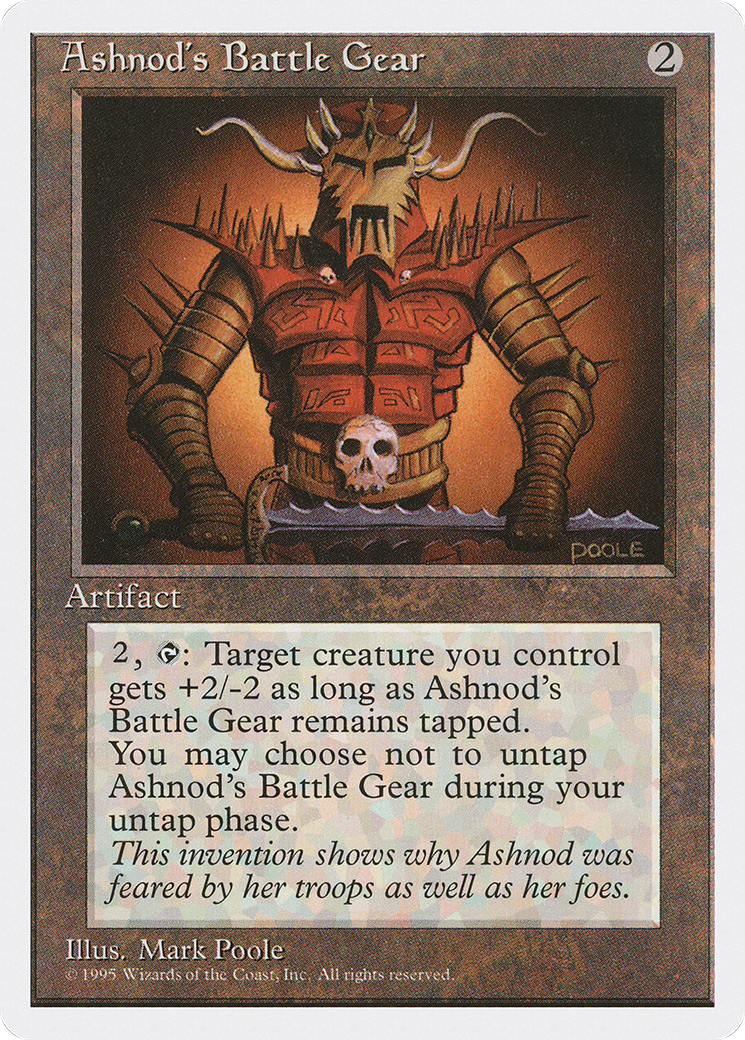 Ashnod's Battle Gear 2
POOLE
Artifact
2, : Target creature you control
gets +2/-2 as long as Ashnod's
Battle Gear remains tapped.
You may choose not to untap
Ashnod's Battle Gear during your
untap phase.
This invention shows why Ashnod was
feared by her troops as well as her foes.
Illus. Mark Poole
© 1995 Wizards of the Coast, Inc. All rights reserved.